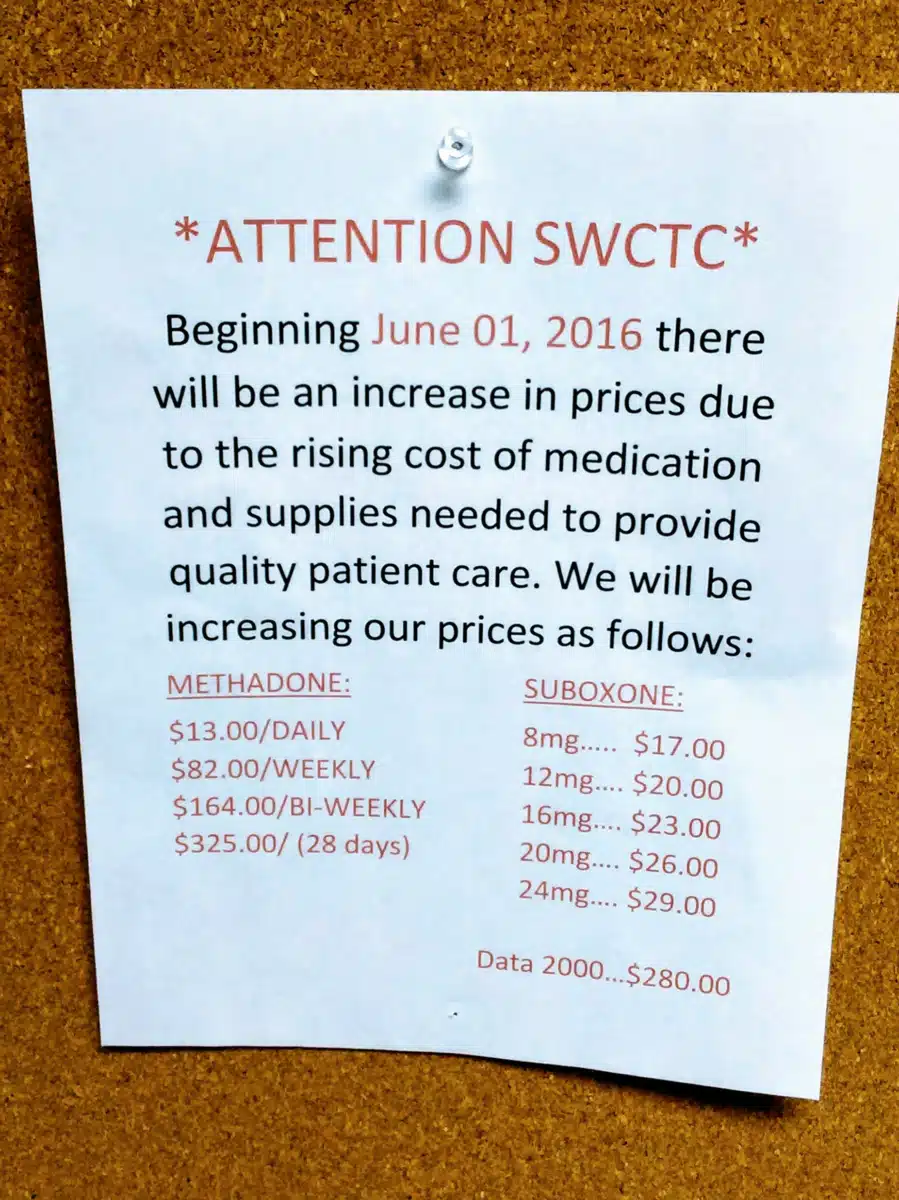 *ATTENTION SWCTC*
Beginning June 01, 2016 there
will be an increase in prices due
to the rising cost of medication
and supplies needed to provide
quality patient care. We will be
increasing our prices as follows:
METHADONE:
$13.00/DAILY
$82.00/WEEKLY
$164.00/BI-WEEKLY
$325.00/ (28 days)
SUBOXONE:
8mg..... $17.00
12mg.... $20.00
16mg.... $23.00
20mg.... $26.00
24mg.... $29.00
Data 2000...$280.00